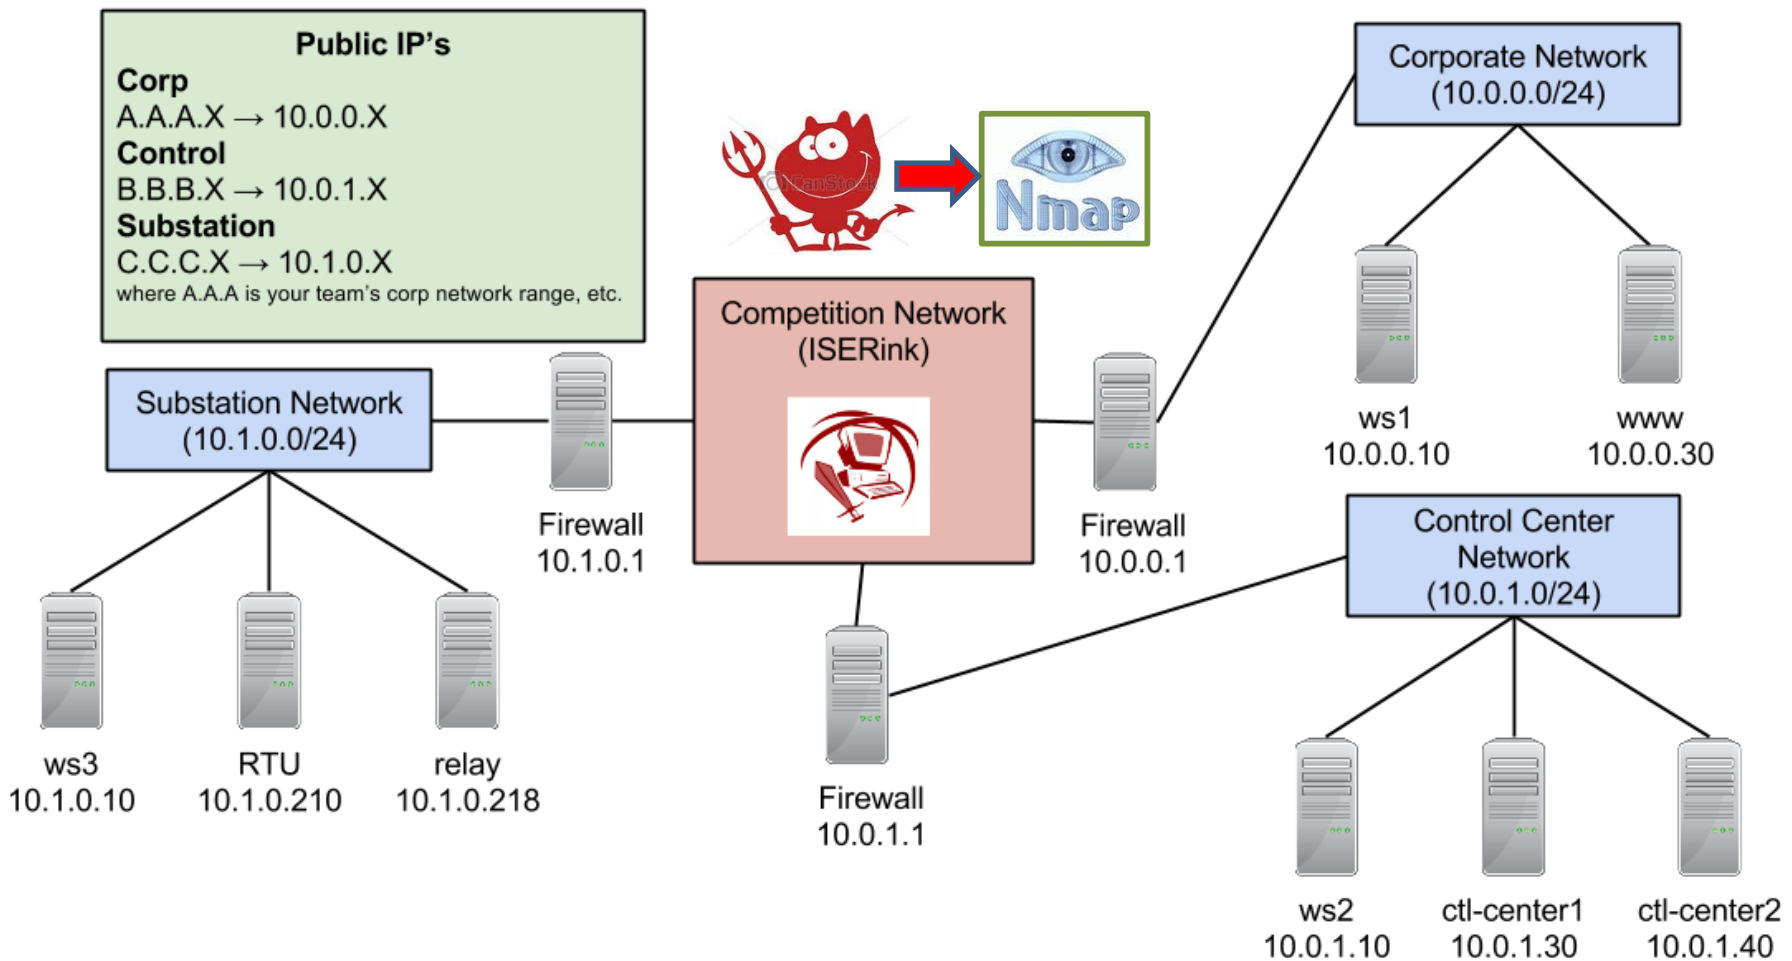 Public IP's
Corp
A.A.A.X → 10.0.0.X
Control
B.B.B.X → 10.0.1.X
Substation
C.C.C.X → 10.1.0.X
where A.A.A is your team's corp network range, etc.
CanStock
Nmap
Corporate Network
(10.0.0.0/24)
Competition Network
(ISERink)
Substation Network
(10.1.0.0/24)
Firewall
10.1.0.1
Firewall
10.0.0.1
ws1
10.0.0.10
www
10.0.0.30
Control Center
Network
(10.0.1.0/24)
ws3
10.1.0.10
RTU
10.1.0.210
relay
10.1.0.218
Firewall
10.0.1.1
ws2
10.0.1.10
ctl-center1
10.0.1.30
ctl-center2
10.0.1.40